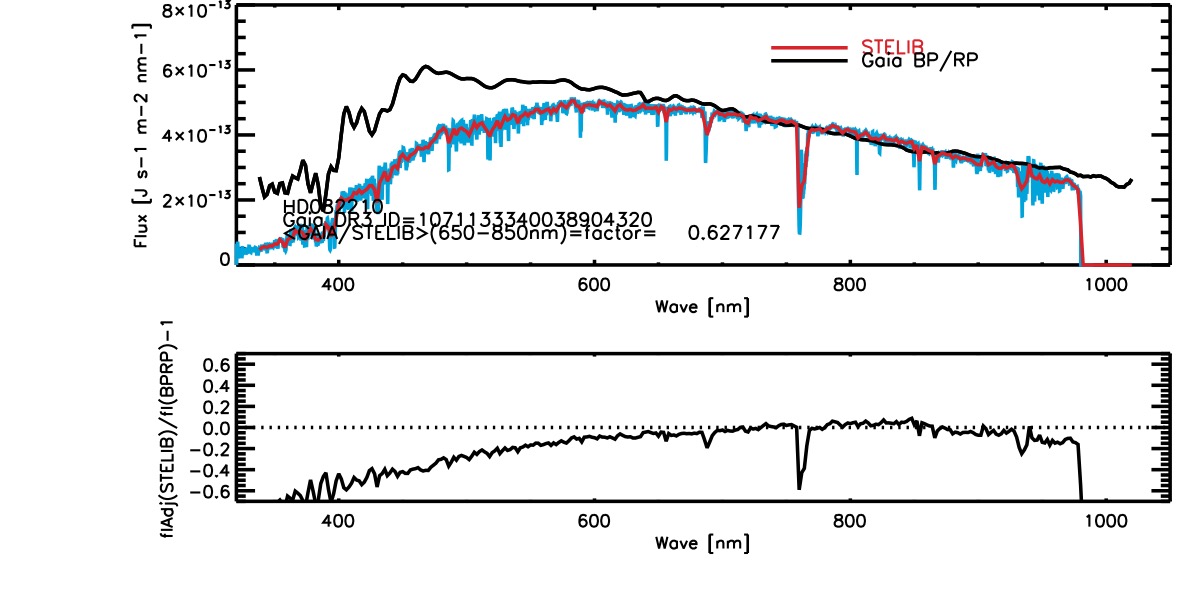 8×10−13
6×10−13
4×10−13
2×10−13
0
Flux [J s−1 m−2 nm−1]
STELIB
Gaia BP/RP
HD082210
Gaia DR3 ID=1071133340038904320
<GAIA/STELIB>(650−850nm)=factor= 0.627177
400 600 800 1000
Wave [nm]
flAdj(STELIB)/fl(BPRP)−1
0.6
0.4
0.2
0.0
−0.2
−0.4
−0.6
400 600 800 1000
Wave [nm]